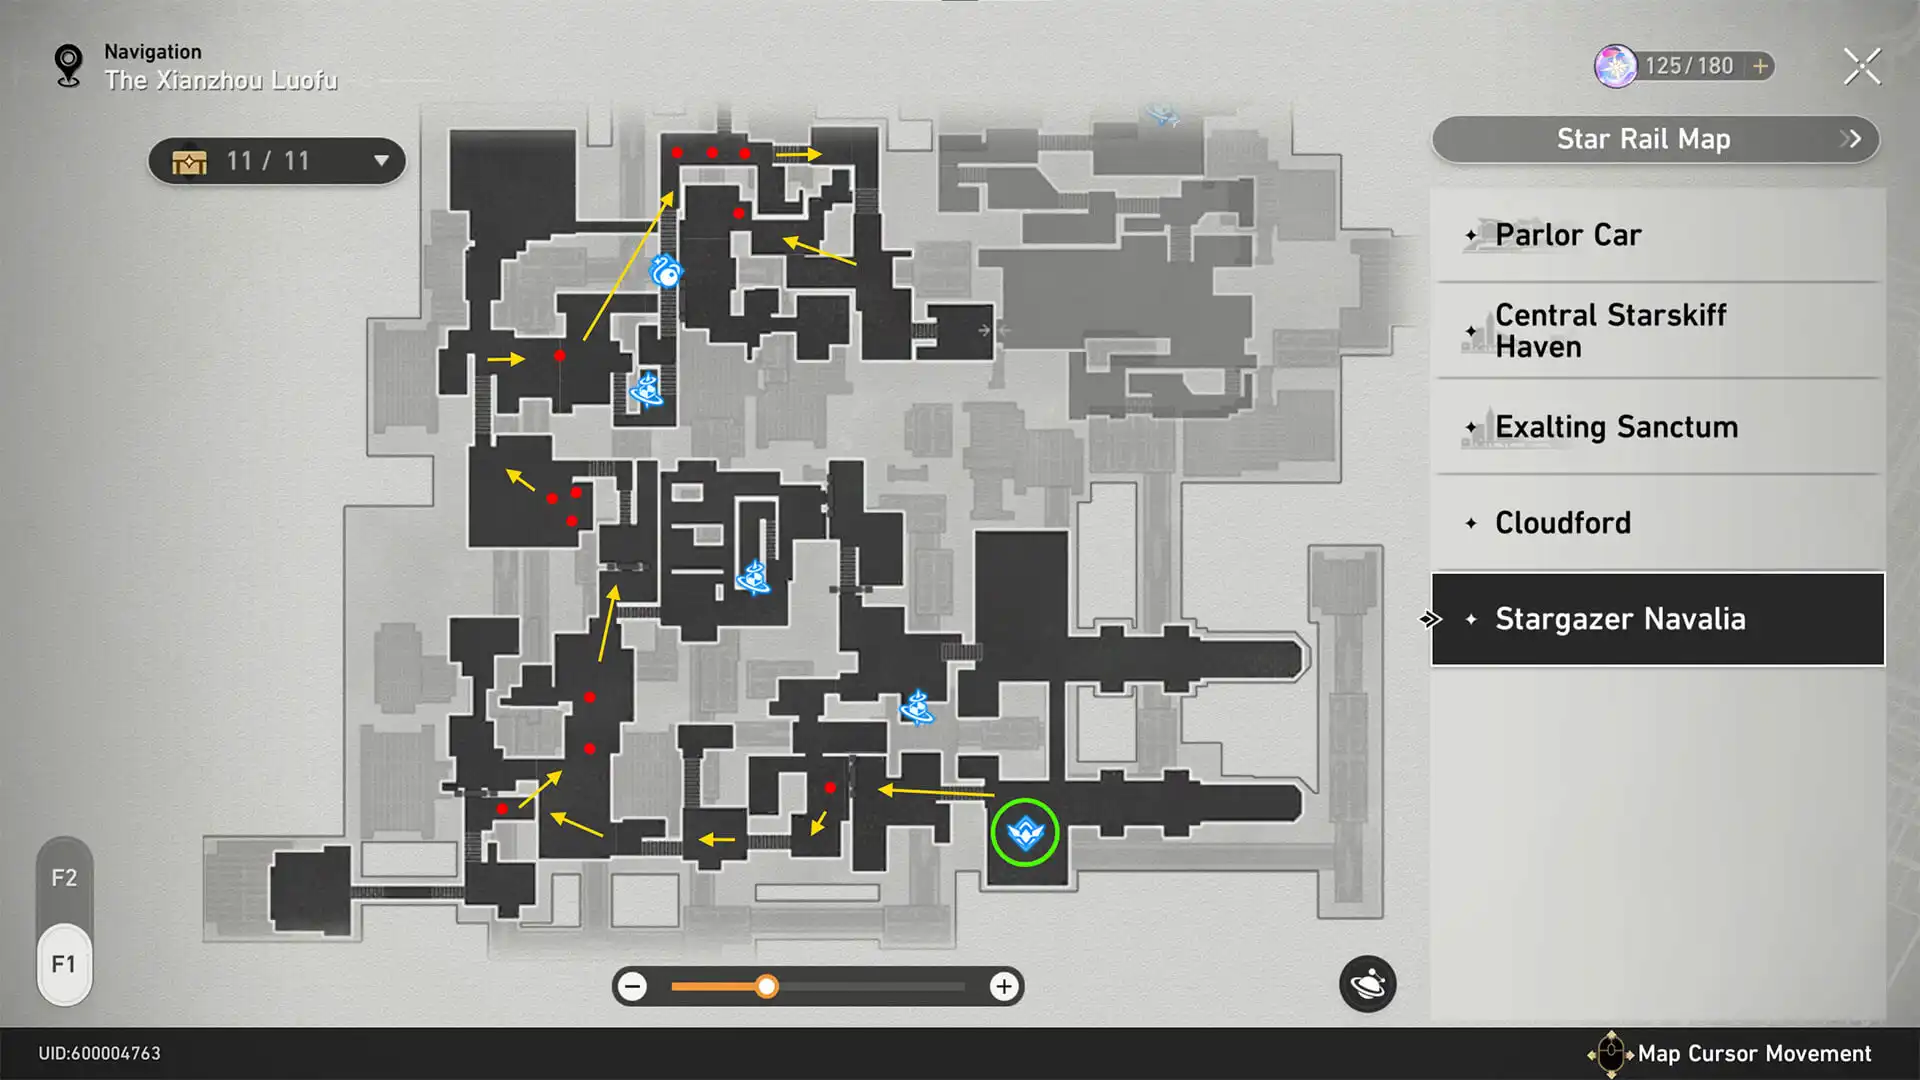 Navigation
The Xianzhou Luofu
125/180
11 / 11
Star Rail Map
Parlor Car
Central Starskiff
Haven
Exalting Sanctum
Cloudford
Stargazer Navalia
F2
F1
UID:600004763
Map Cursor Movement